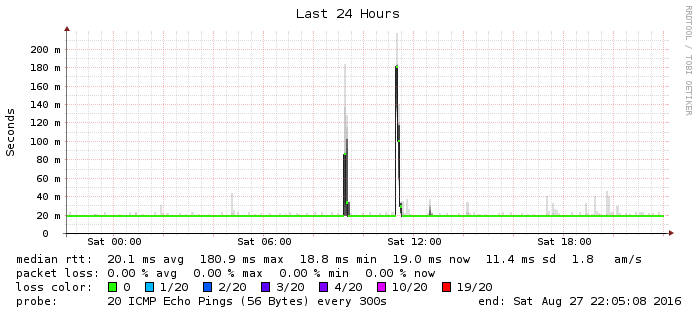 Last 24 Hours
RRDTOOL / TOBI OETIKER
Seconds
200 m
180 m
160 m
140 m
120 m
100 m
80 m
60 m
40 m
20 m
0
Sat 00:00 Sat 06:00 Sat 12:00 Sat 18:00
median rtt: 20.1 ms avg 180.9 ms max 18.8 ms min 19.0 ms now 11.4 ms sd 1.8 am/s
packet loss: 0.00 % avg 0.00 % max 0.00 % min 0.00 % now
loss color: 0 1/20 2/20 3/20 4/20 10/20 19/20
probe: 20 ICMP Echo Pings (56 Bytes) every 300s end: Sat Aug 27 22:05:08 2016